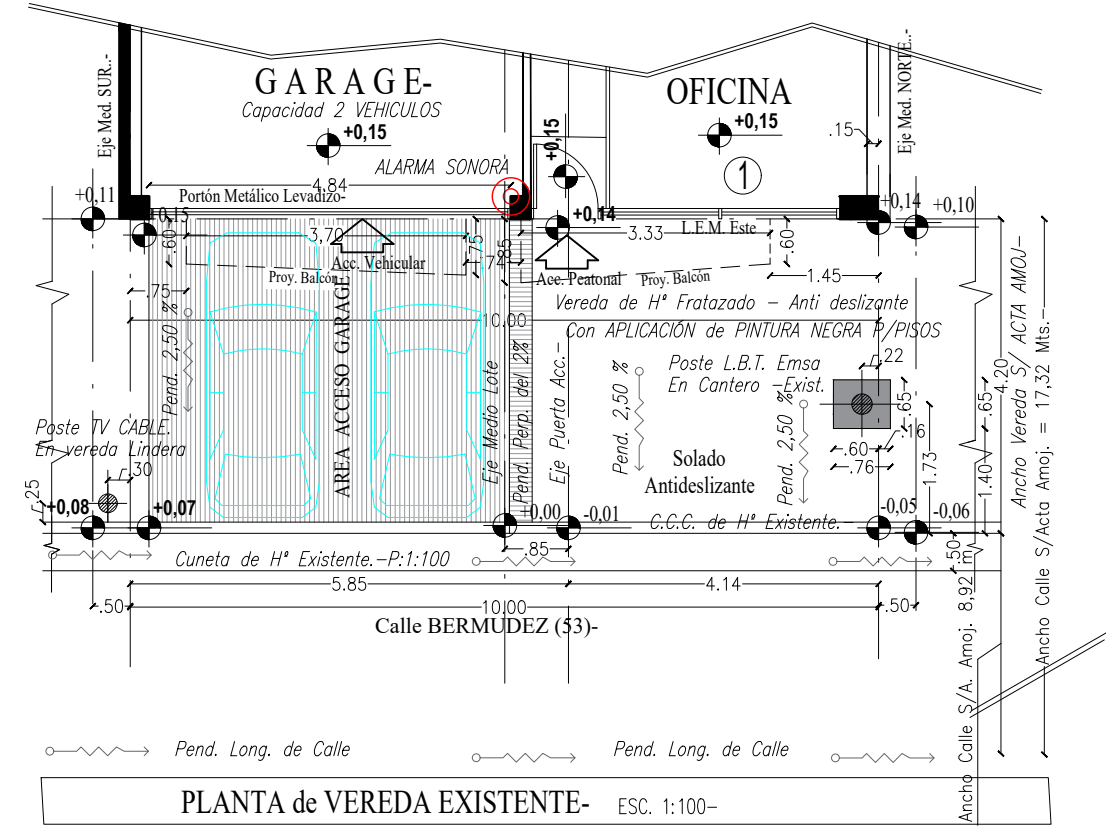 Eje Med. SUR..-
G A R A G E-
Capacidad 2 VEHICULOS
+0,15
ALARMA SONORA
OFICINA
+0,15
1
.15
Eje Med. NORTE..-
+0,15
4.84
Portón Metálico Levadizo-
+0,11
+0,15
+0,14
+0,14
+0,10
.60
3,70
.75
Acc. Vehicular
Proy. Balcón
.74
3.33
L.E.M. Este
.60
Acc. Peatonal
Proy. Balcón
1.45
.75
10.00
Vereda de Hº Fratazado – Anti deslizante
Con APLICACIÓN de PINTURA NEGRA P/PISOS
Pend. 2,50 %
AREA ACCESO GARAGE
Eje Medio Lote
Pend. Perp. del 2%
Eje Puerta Acc.–
Pend. 2,50 %
Poste L.B.T. Emsa
En Cantero –Exist.
r.22
Pend. 2,50 %
.65
.16
.60
.76
1.73
.65
1.40
4.20
Ancho Vereda S/ ACTA AMOJ–
Ancho Calle S/Acta Amoj. = 17,32 Mts.–
Poste TV CABLE.
En vereda Lindera
r.30
r.25
Solado
Antideslizante
+0,08
+0,07
+0,00
-0,01
C.C.C. de Hº Existente.–
-0,05
-0,06
.85
Cuneta de Hº Existente.–P:1:100
.50
5.85
4.14
.50
10.00
.50
Calle BERMUDEZ (53)-
Ancho Calle S/A. Amoj. 8,92 m
Pend. Long. de Calle
Pend. Long. de Calle
PLANTA de VEREDA EXISTENTE-
ESC. 1:100–